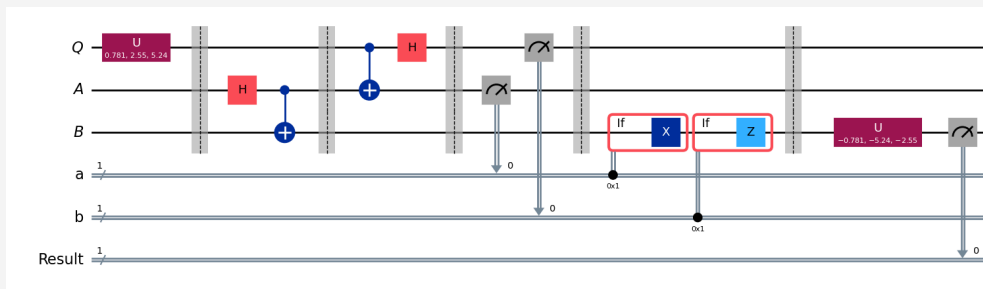 Q
U
0.781, 2.55, 5.24
H
A
H
B
If
X
If
Z
U
−0.781, −5.24, −2.55
a
1
0
0x1
b
1
0
0x1
Result
1
0